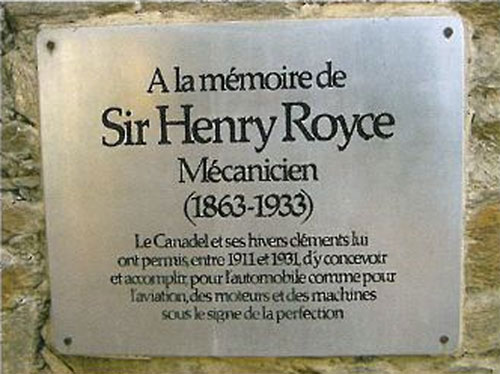 A la mémoire de
Sir Henry Royce
Mécanicien
(1863-1933)
Le Canadel et ses hivers cléments lui
ont permis, entre 1911 et 1931, d'y concevoir
et accomplir, pour l'automobile comme pour
l'aviation, des moteurs et des machines
sous le signe de la perfection